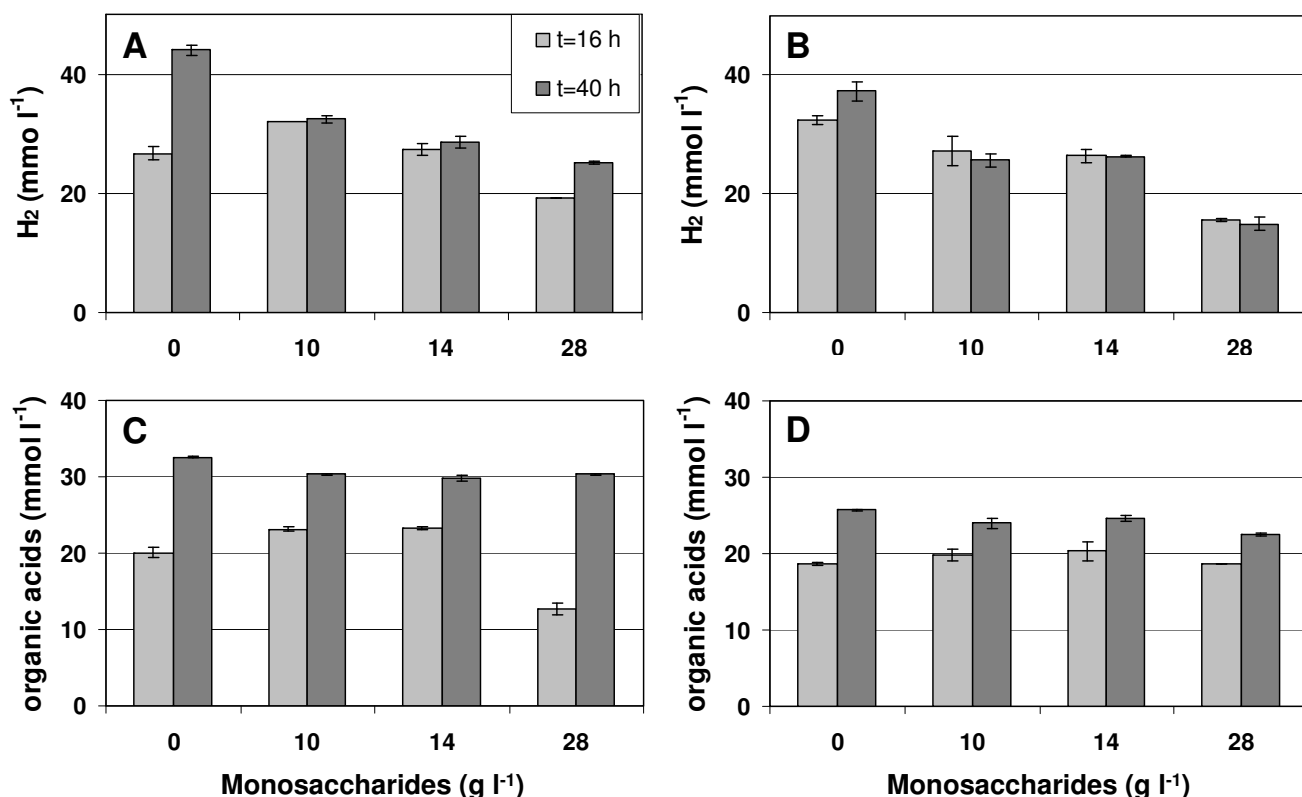 A
t=16 h
t=40 h
H2 (mmo l-1)
40
20
0
0 10 14 28
B
H2 (mmol l-1)
40
20
0
0 10 14 28
C
organic acids (mmol l-1)
40
30
20
10
0
0 10 14 28
Monosaccharides (g l-1)
D
organic acids (mmol l-1)
40
30
20
10
0
0 10 14 28
Monosaccharides (g l-1)